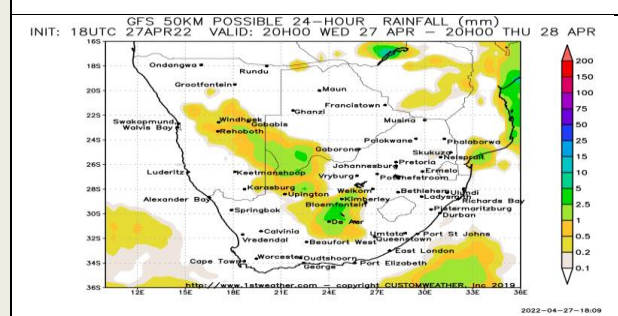 GFS 50KM POSSIBLE 24-HOUR RAINFALL (mm)
INIT: 18UTC 27APR22 VALID: 20H00 WED 27 APR - 20H00 THU 28 APR
16S
18S
20S
22S
24S
26S
28S
30S
32S
34S
36S
Ondangwa
Rundu
Grootfontein
Maun
Francistown
Ghanzi
Swakopmund
Walvis Bay
Windhoek
Gobabis
Rehoboth
Musina
Polokwane
Phalaborwa
Gaborone
Skukuza
Nelspruit
Johannesburg
Pretoria
Luderitz
Keetmanshoop
Vryburg
Potchefstroom
Ermelo
Karasburg
Upington
Welkom
Kimberley
Bethlehem
Ulundi
Ladysmith
Alexander Bay
Springbok
Bloemfontein
Richards Bay
Pietermaritzburg
De Aar
Durban
Calvinia
Vredendal
Beaufort West
Umtata
Queenstown
Port St Johns
Cape Town
Worcester
Oudtshoorn
George
East London
Port Elizabeth
http://www.1stweather.com - copyright CUSTOMWEATHER, Inc 2019
12E 15E 18E 21E 24E 27E 30E 33E 36E
200
150
100
75
50
25
15
10
5
2.5
1
0.5
0.2
0.1
2022-04-27-18:09